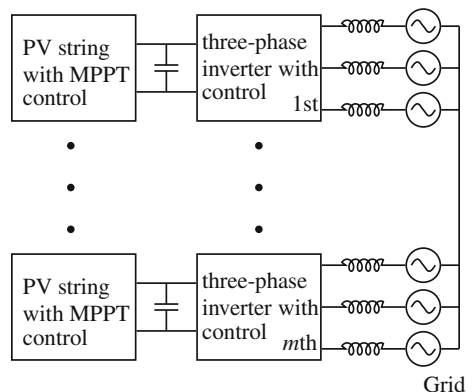 PV string
with MPPT
control
three-phase
inverter with
control
1st
PV string
with MPPT
control
three-phase
inverter with
control
mth
Grid